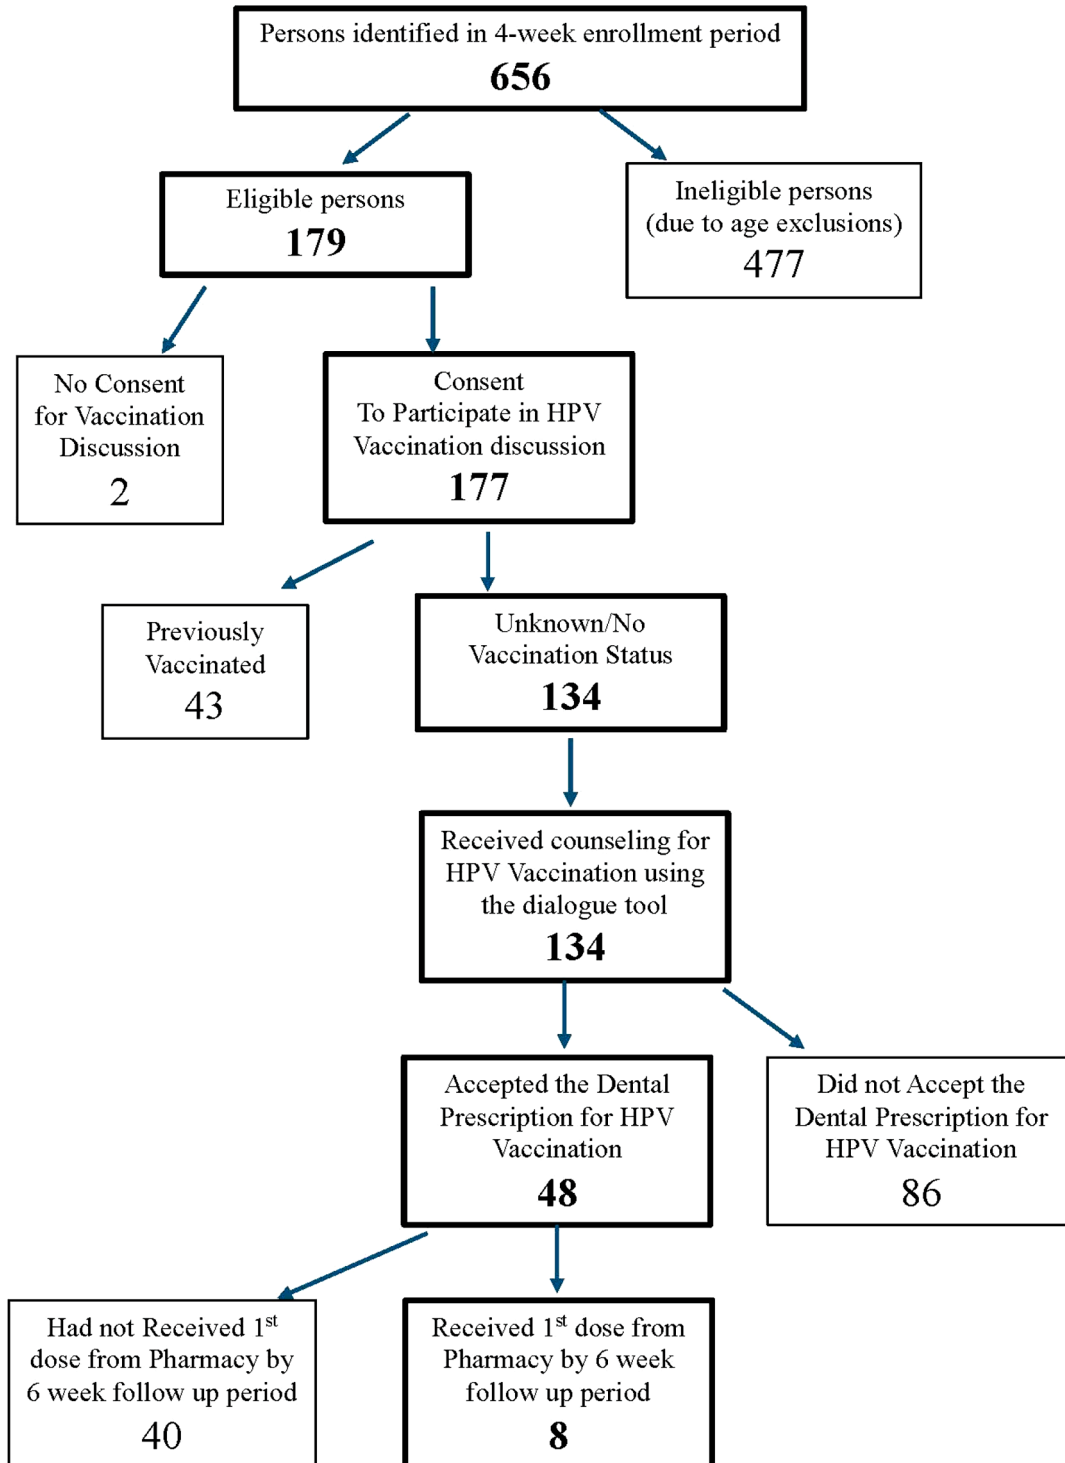 Persons identified in 4-week enrollment period
656
Eligible persons
179
Ineligible persons
(due to age exclusions)
477
No Consent
for Vaccination
Discussion
2
Consent
To Participate in HPV
Vaccination discussion
177
Previously
Vaccinated
43
Unknown/No
Vaccination Status
134
Received counseling for
HPV Vaccination using
the dialogue tool
134
Accepted the Dental
Prescription for HPV
Vaccination
48
Did not Accept the
Dental Prescription for
HPV Vaccination
86
Had not Received 1st
dose from Pharmacy by
6 week follow up period
40
Received 1st dose from
Pharmacy by 6 week
follow up period
8